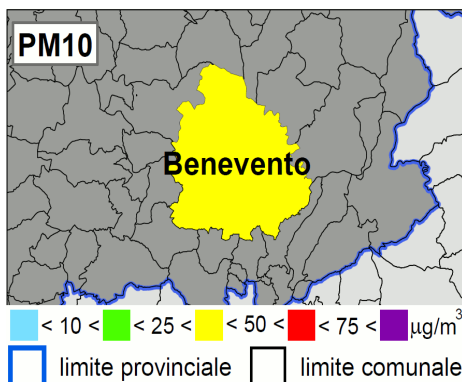 PM10
Benevento
< 10 < < 25 < < 50 < < 75 < µg/m³
limite provinciale limite comunale